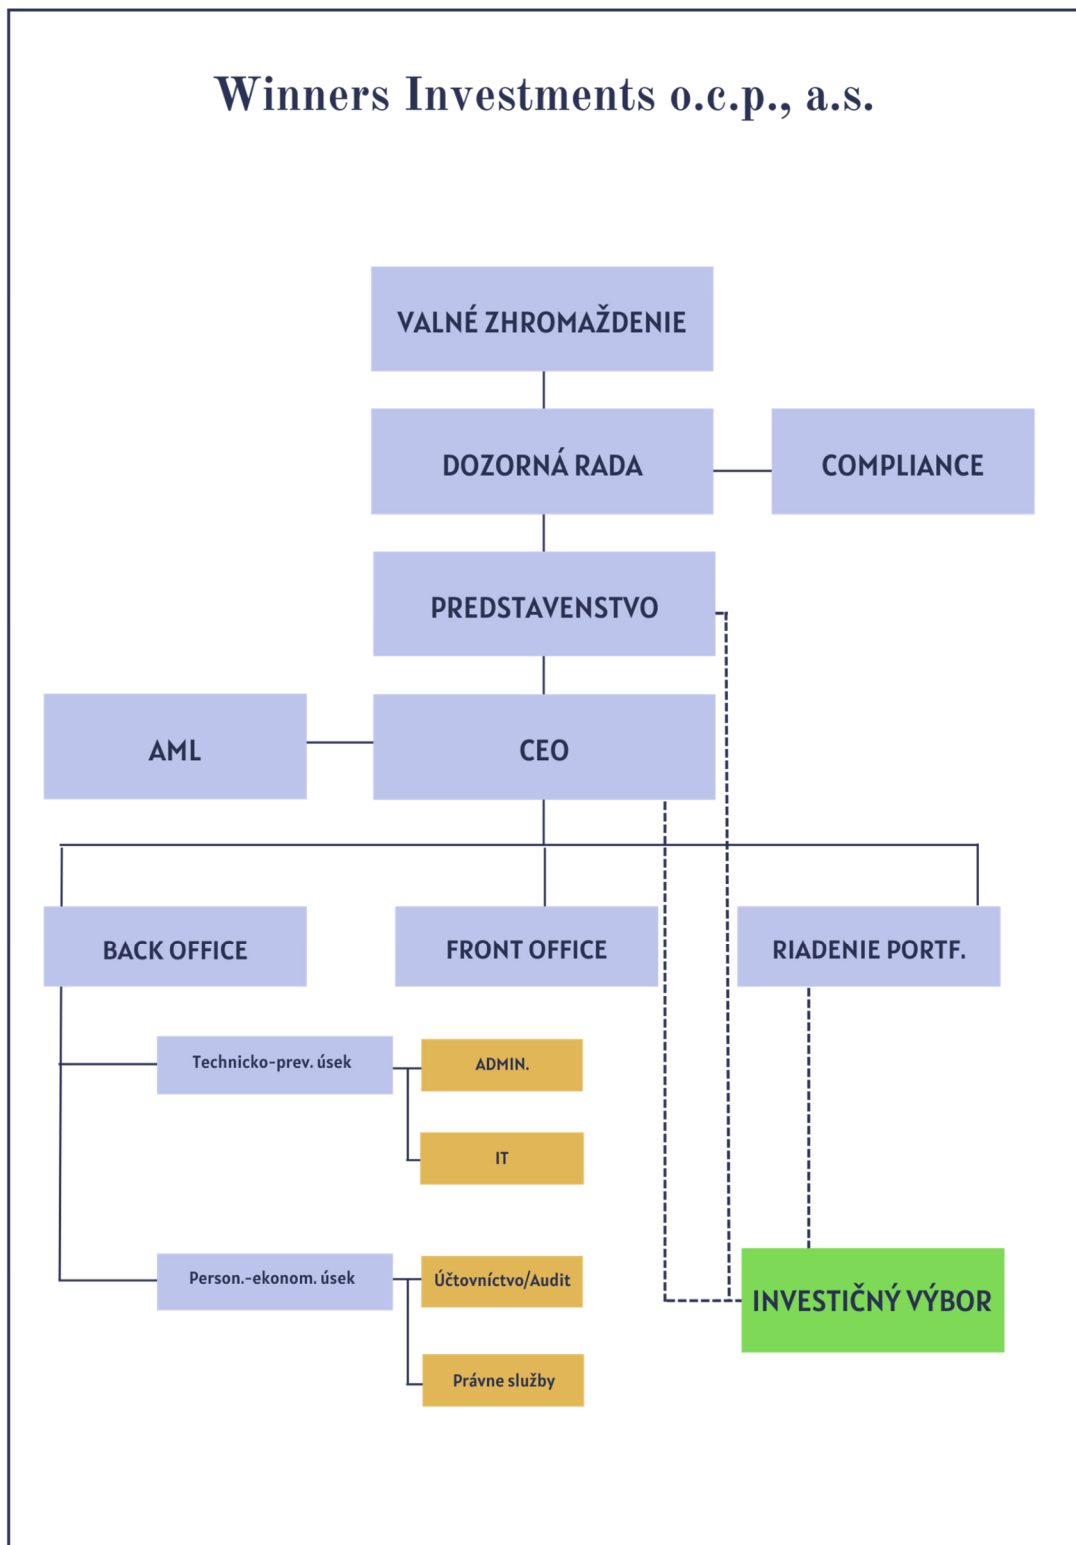 Winners Investments o.c.p., a.s.
VALNÉ ZHROMAŽDENIE
DOZORNÁ RADA
COMPLIANCE
PREDSTAVENSTVO
AML
CEO
BACK OFFICE
FRONT OFFICE
RIADENIE PORTF.
Technicko-prev. úsek
ADMIN.
IT
Person.-ekonom. úsek
Účtovníctvo/Audit
INVESTIČNÝ VÝBOR
Právne služby